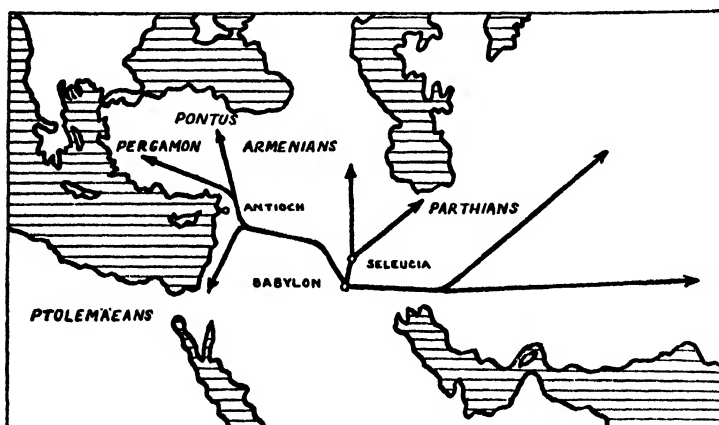 PONTUS
PERGAMON
ARMENIANS
ANTIOCH
PARTHIANS
SELEUCIA
BABYLON
PTOLEMÄEANS